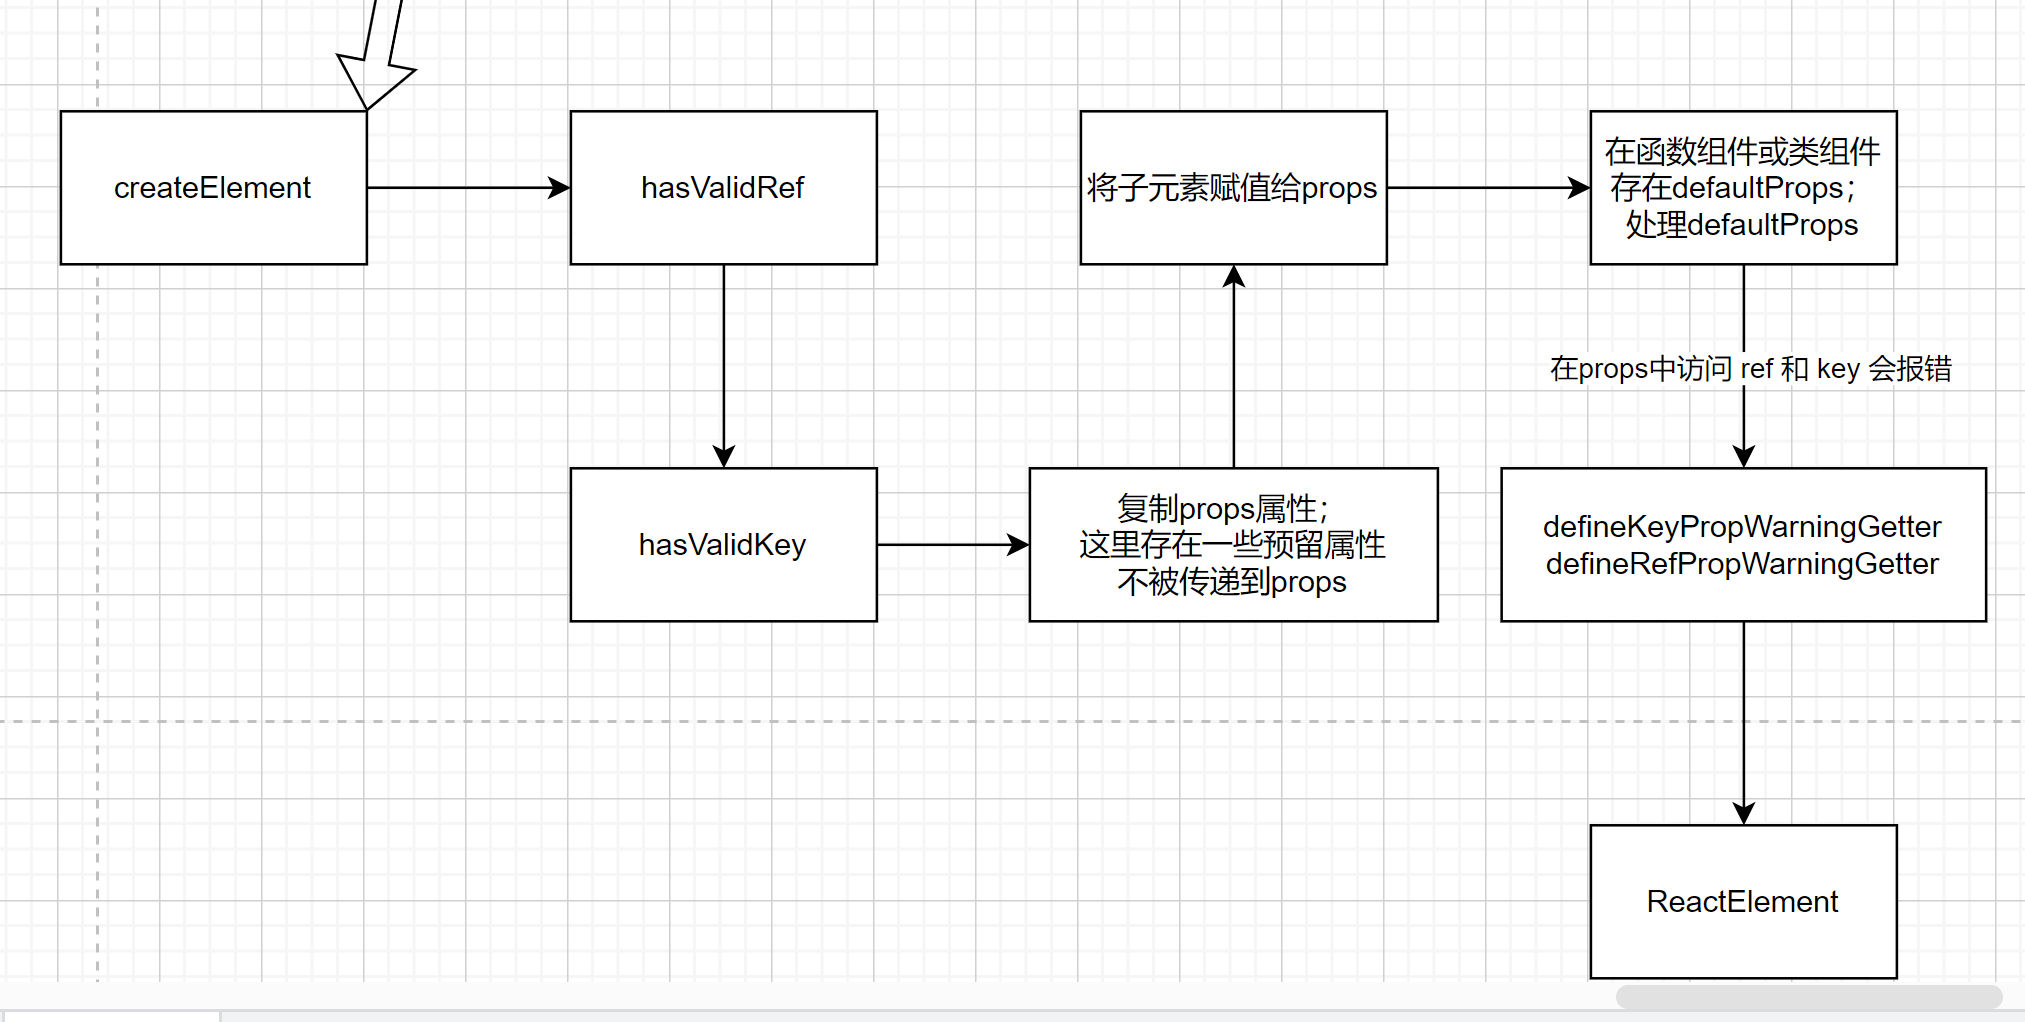 createElement
hasValidRef
hasValidKey
复制props属性；
这里存在一些预留属性
不被传递到props
将子元素赋值给props
在函数组件或类组件
存在defaultProps；
处理defaultProps
在props中访问 ref 和 key 会报错
defineKeyPropWarningGetter
defineRefPropWarningGetter
ReactElement